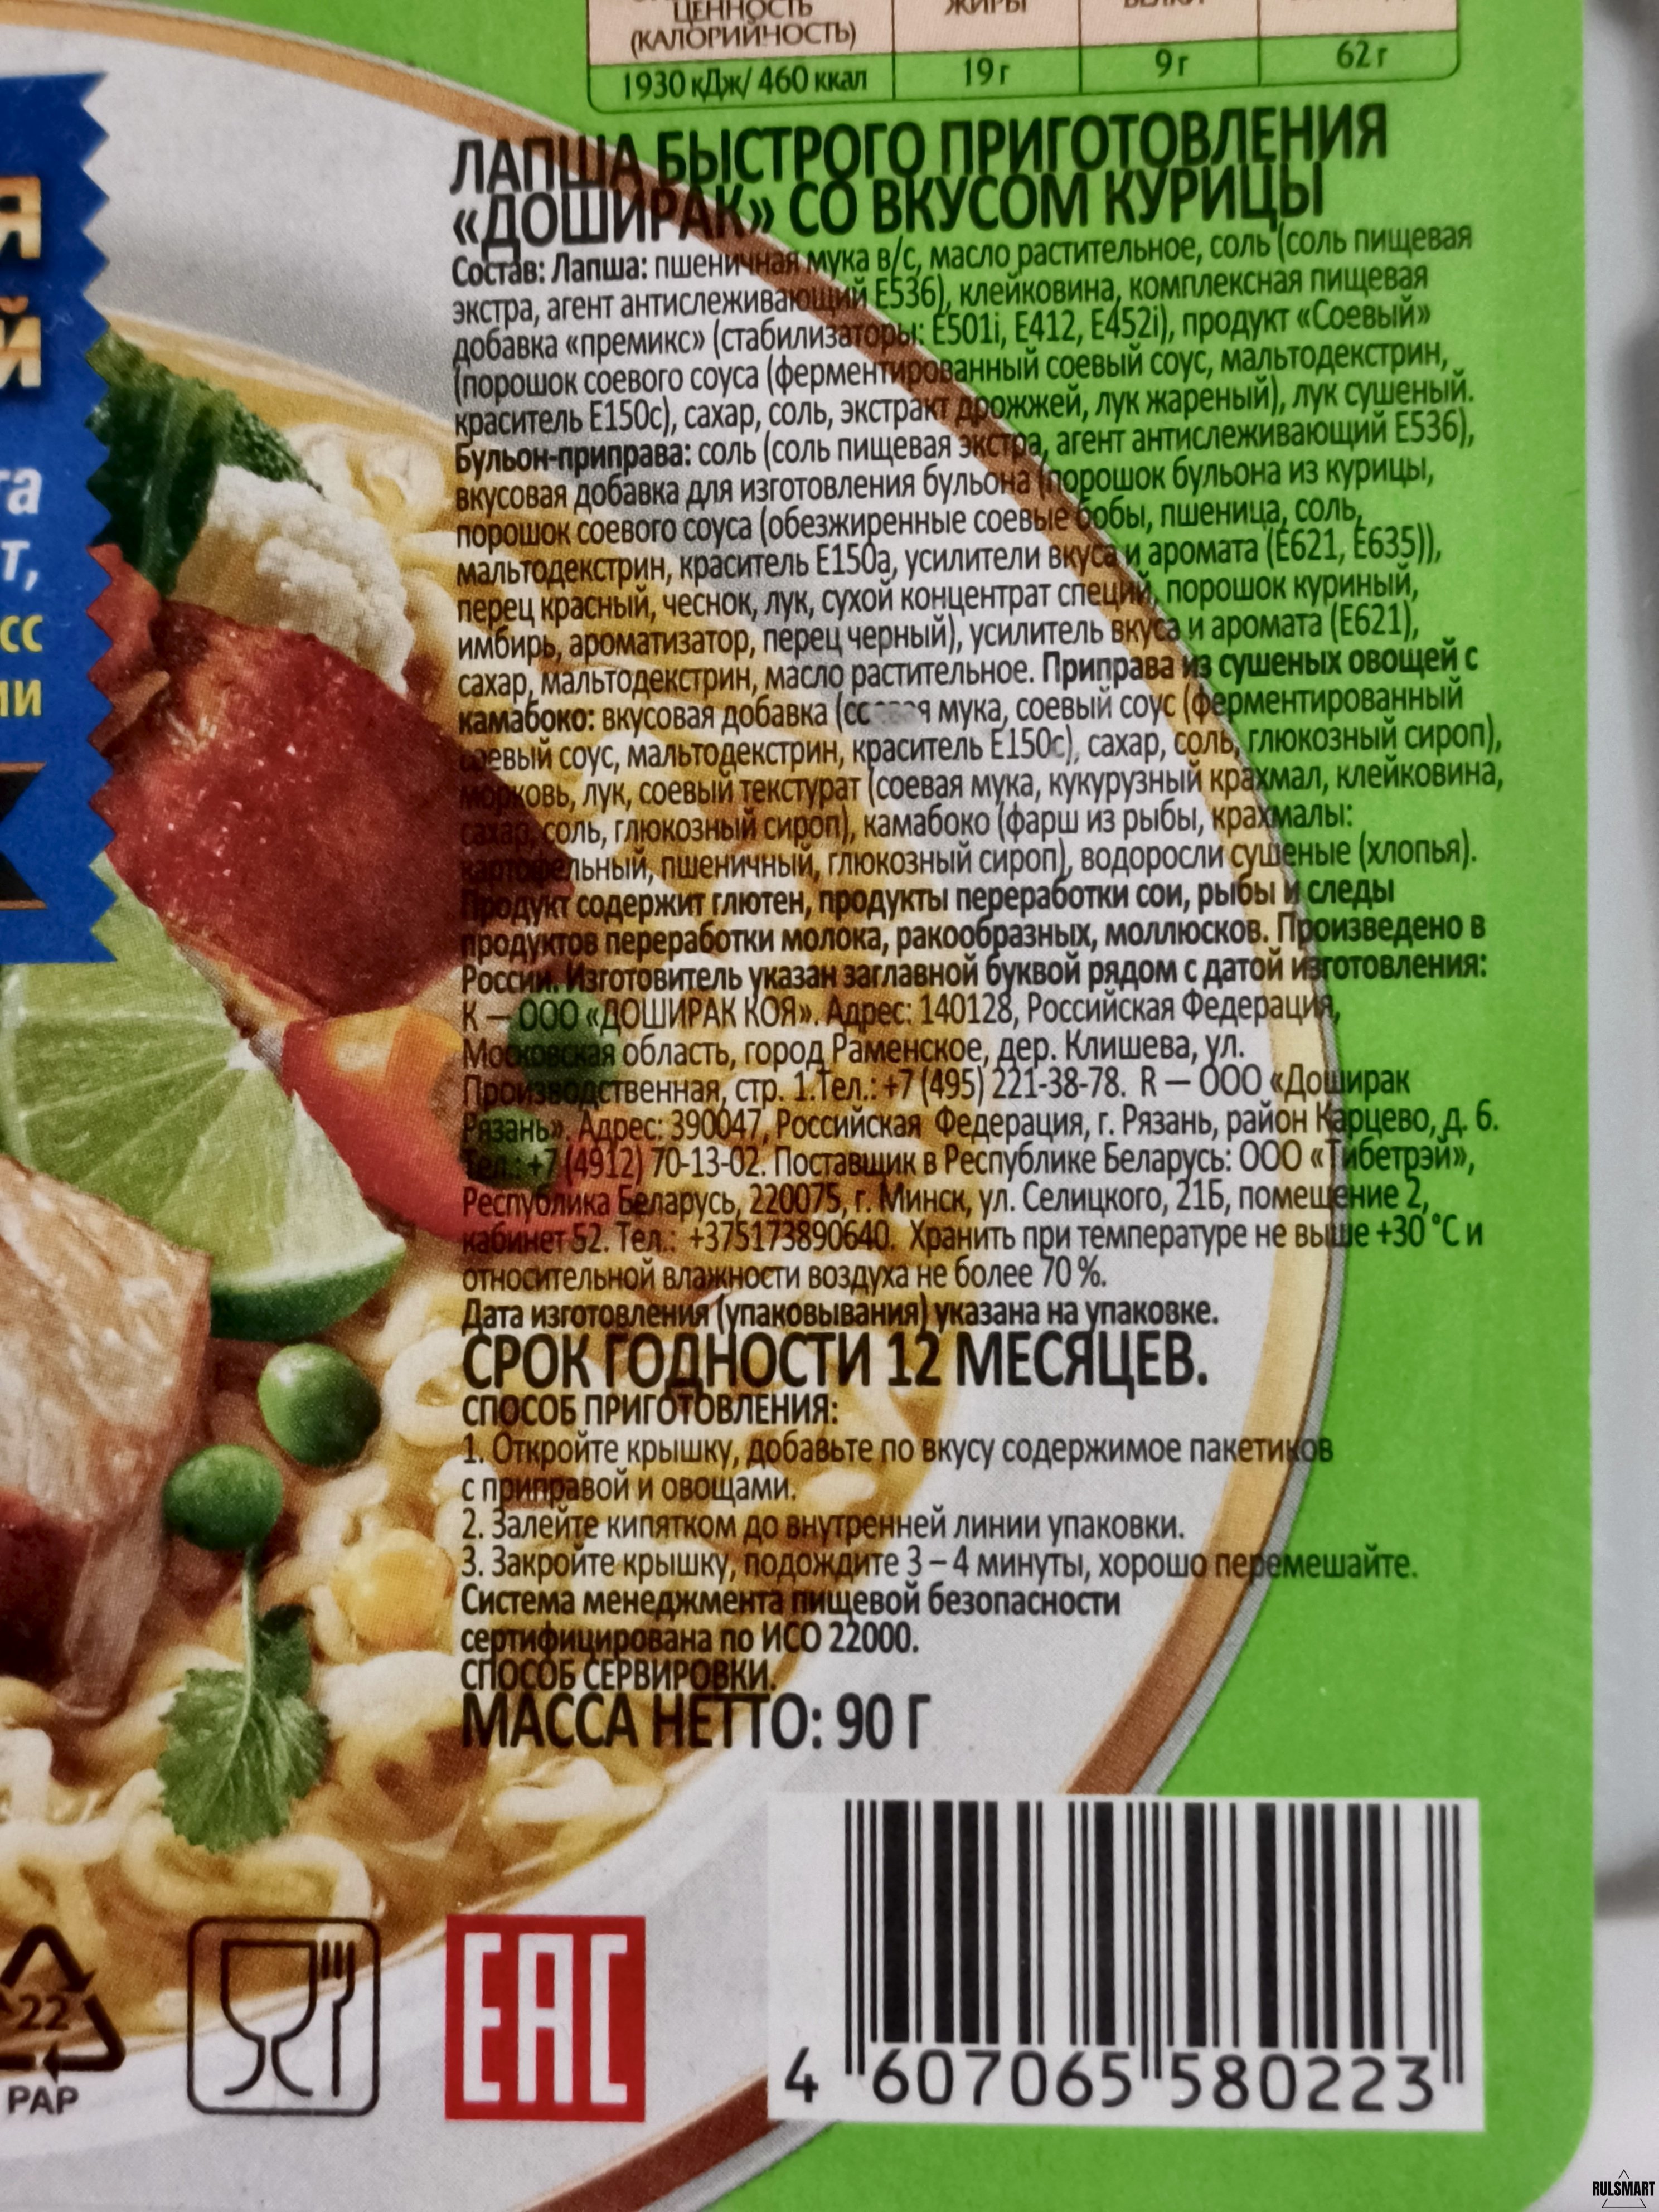 ЦЕННОСТЬ
(КАЛОРИЙНОСТЬ)
ЖИРЫ
1930 кДж/ 460 ккал
19 г
9 г
62 г
ЛАПША БЫСТРОГО ПРИГОТОВЛЕНИЯ
«ДОШИРАК» СО ВКУСОМ КУРИЦЫ
Состав: Лапша: пшеничная мука в/с, масло растительное, соль (соль пищевая
экстра, агент антислеживающий Е536), клейковина, комплексная пищевая
добавка «премикс» (стабилизаторы: Е501i, Е412, Е452i), продукт «Соевый»
(порошок соевого соуса (ферментированный соевый соус, мальтодекстрин,
краситель Е150с), сахар, соль, экстракт дрожжей, лук жареный), лук сушеный.
Бульон-приправа: соль (соль пищевая экстра, агент антислеживающий Е536),
вкусовая добавка для изготовления бульона (порошок бульона из курицы,
порошок соевого соуса (обезжиренные соевые бобы, пшеница, соль,
мальтодекстрин, краситель Е150а, усилители вкуса и аромата (Е621, Е635)),
перец красный, чеснок, лук, сухой концентрат специй, порошок куриный,
имбирь, ароматизатор, перец черный), усилитель вкуса и аромата (Е621),
сахар, мальтодекстрин, масло растительное. Приправа из сушеных овощей с
камабоко: вкусовая добавка ( мука, соевый соус (ферментированный
соевый соус, мальтодекстрин, краситель Е150с), сахар, соль, глюкозный сироп),
морковь, лук, соевый текстурат (соевая мука, кукурузный крахмал, клейковина,
сахар, соль, глюкозный сироп), камабоко (фарш из рыбы, крахмалы:
картофельный, пшеничный, глюкозный сироп), водоросли сушеные (хлопья).
Продукт содержит глютен, продукты переработки сои, рыбы и следы
продуктов переработки молока, ракообразных, моллюсков. Произведено в
России. Изготовитель указан заглавной буквой рядом с датой изготовления:
К — ООО «ДОШИРАК КОЯ». Адрес: 140128, Российская Федерация,
Московская область, город Раменское, дер. Клишева, ул.
Производственная, стр. 1.Тел.: +7 (495) 221-38-78. R — ООО «Доширак
Рязань». Адрес: 390047, Российская Федерация, г. Рязань, район Карцево, д. 6.
Тел.: +7 (4912) 70-13-02. Поставщик в Республике Беларусь: ООО «Тибетрэй»,
Республика Беларусь, 220075, г. Минск, ул. Селицкого, 21Б, помещение 2,
кабинет 52. Тел.: +375173890640. Хранить при температуре не выше +30 °С и
относительной влажности воздуха не более 70 %.
Дата изготовления (упаковывания) указана на упаковке.
СРОК ГОДНОСТИ 12 МЕСЯЦЕВ.
СПОСОБ ПРИГОТОВЛЕНИЯ:
1. Откройте крышку, добавьте по вкусу содержимое пакетиков
с приправой и овощами.
2. Залейте кипятком до внутренней линии упаковки.
3. Закройте крышку, подождите 3 – 4 минуты, хорошо перемешайте.
Система менеджмента пищевой безопасности
сертифицирована по ИСО 22000.
СПОСОБ СЕРВИРОВКИ.
МАССА НЕТТО: 90 Г
22
PAP
EAC
4 607065 580223
RULSMART